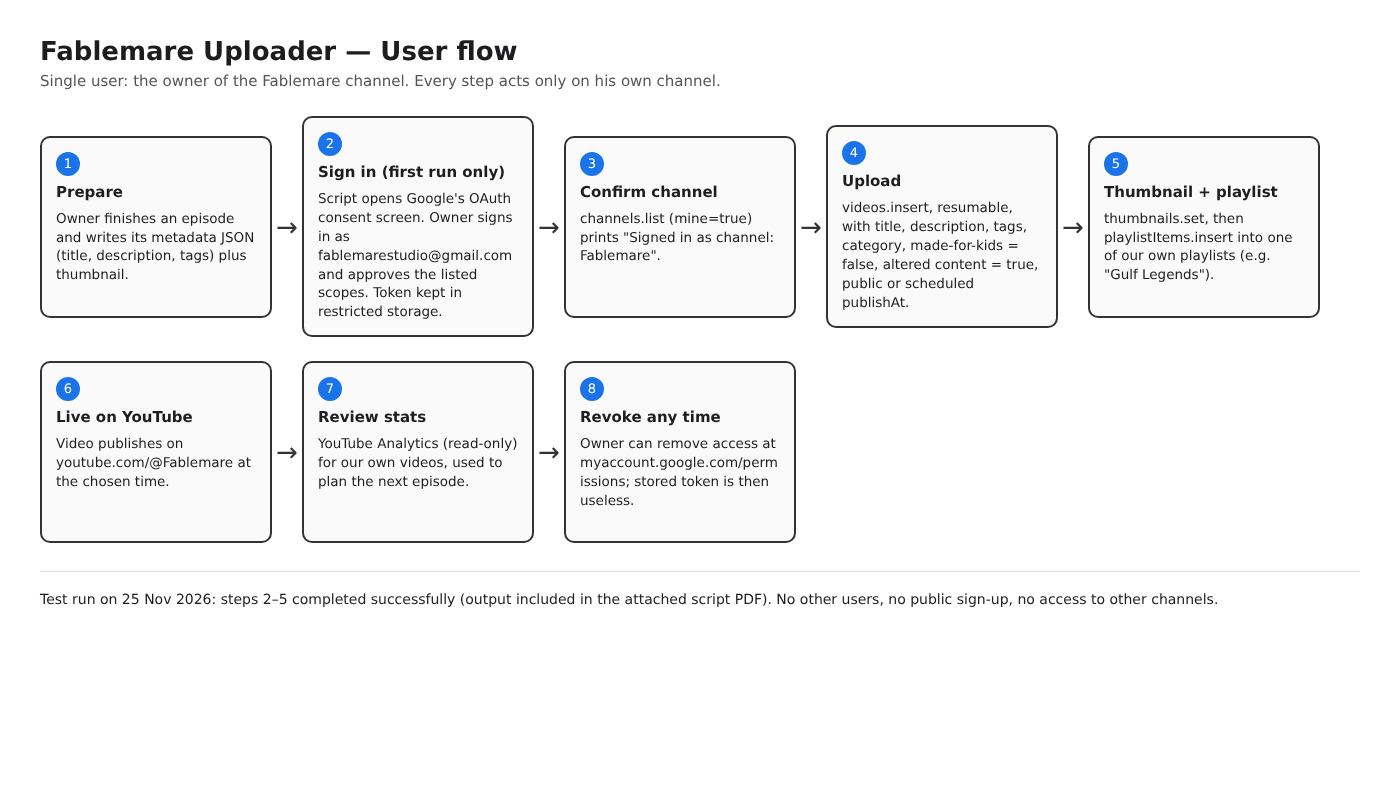 Fablemare Uploader — User flow
Single user: the owner of the Fablemare channel. Every step acts only on his own channel.
1
Prepare
Owner finishes an episode
and writes its metadata JSON
(title, description, tags) plus
thumbnail.
→
2
Sign in (first run only)
Script opens Google's OAuth
consent screen. Owner signs
in as
fablemarestudio@gmail.com
and approves the listed
scopes. Token kept in
restricted storage.
→
3
Confirm channel
channels.list (mine=true)
prints "Signed in as channel:
Fablemare".
→
4
Upload
videos.insert, resumable,
with title, description, tags,
category, made-for-kids =
false, altered content = true,
public or scheduled
publishAt.
→
5
Thumbnail + playlist
thumbnails.set, then
playlistItems.insert into one
of our own playlists (e.g.
"Gulf Legends").
6
Live on YouTube
Video publishes on
youtube.com/@Fablemare at
the chosen time.
→
7
Review stats
YouTube Analytics (read-only)
for our own videos, used to
plan the next episode.
→
8
Revoke any time
Owner can remove access at
myaccount.google.com/perm
issions; stored token is then
useless.
Test run on 25 Nov 2026: steps 2–5 completed successfully (output included in the attached script PDF). No other users, no public sign-up, no access to other channels.